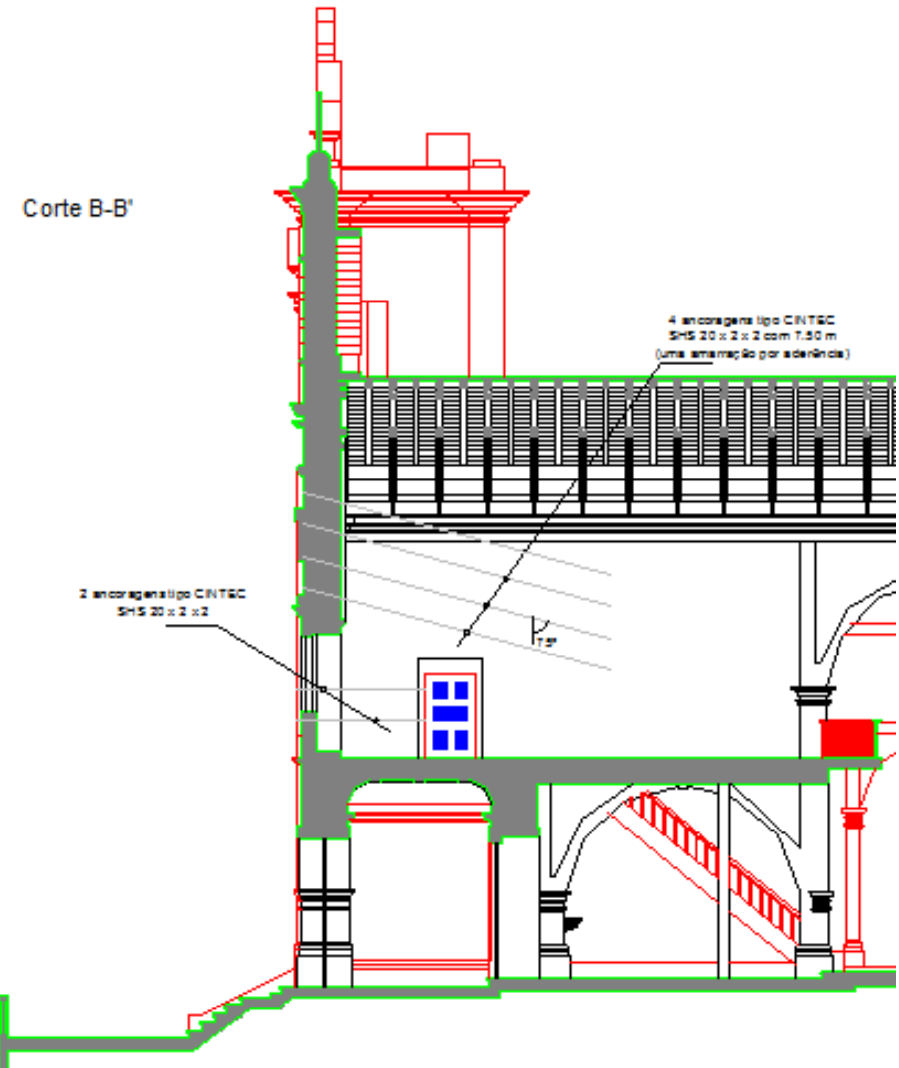 Corte B-B'
4 ancoragens tipo CINTEC
SHS 20 x 2 x 2 com 7.50 m
(uma amarração por aderência)
2 ancoragens tipo CINTEC
SHS 20 x 2 x 2
75º